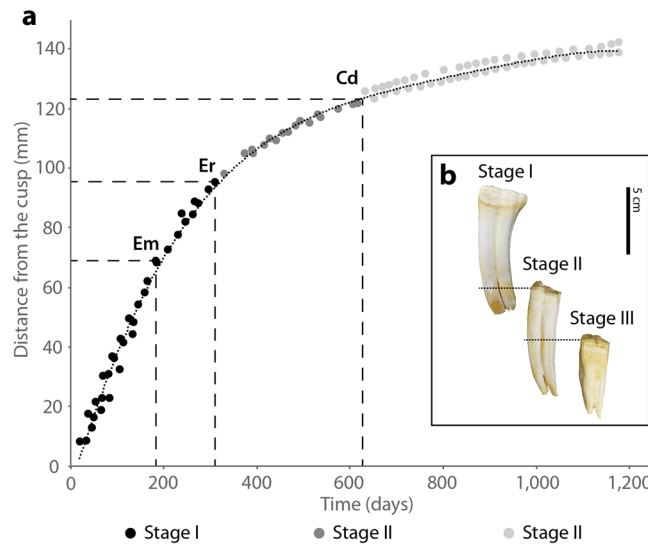 a
140
120
100
80
60
40
20
0
Distance from the cusp (mm)
Cd
Er
Em
b
Stage I
Stage II
Stage III
5 cm
0
200
400
600
800
1,000
1,200
Time (days)
Stage I
Stage II
Stage II